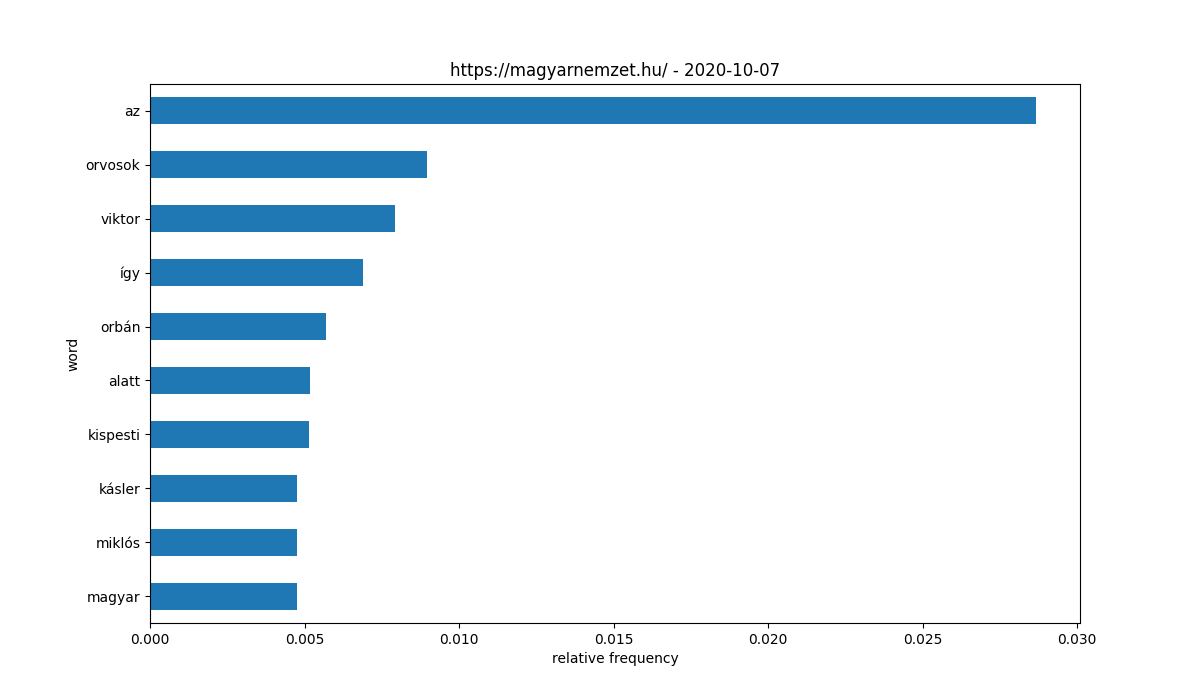 https://magyarnemzet.hu/ - 2020-10-07
az
orvosok
viktor
így
orbán
alatt
kispesti
kásler
miklós
magyar
word
0.000 0.005 0.010 0.015 0.020 0.025 0.030
relative frequency